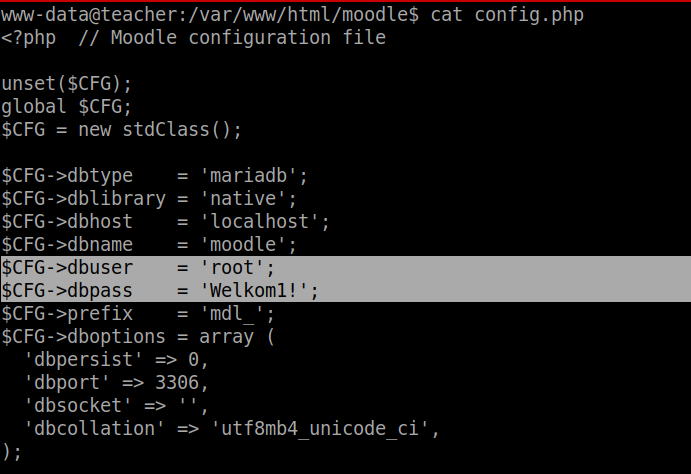 www-data@teacher:/var/www/html/moodle$ cat config.php
<?php  // Moodle configuration file

unset($CFG);
global $CFG;
$CFG = new stdClass();

$CFG->dbtype    = 'mariadb';
$CFG->dblibrary = 'native';
$CFG->dbhost    = 'localhost';
$CFG->dbname    = 'moodle';
$CFG->dbuser    = 'root';
$CFG->dbpass    = 'Welkom1!';
$CFG->prefix    = 'mdl_';
$CFG->dboptions = array (
  'dbpersist' => 0,
  'dbport' => 3306,
  'dbsocket' => '',
  'dbcollation' => 'utf8mb4_unicode_ci',
);